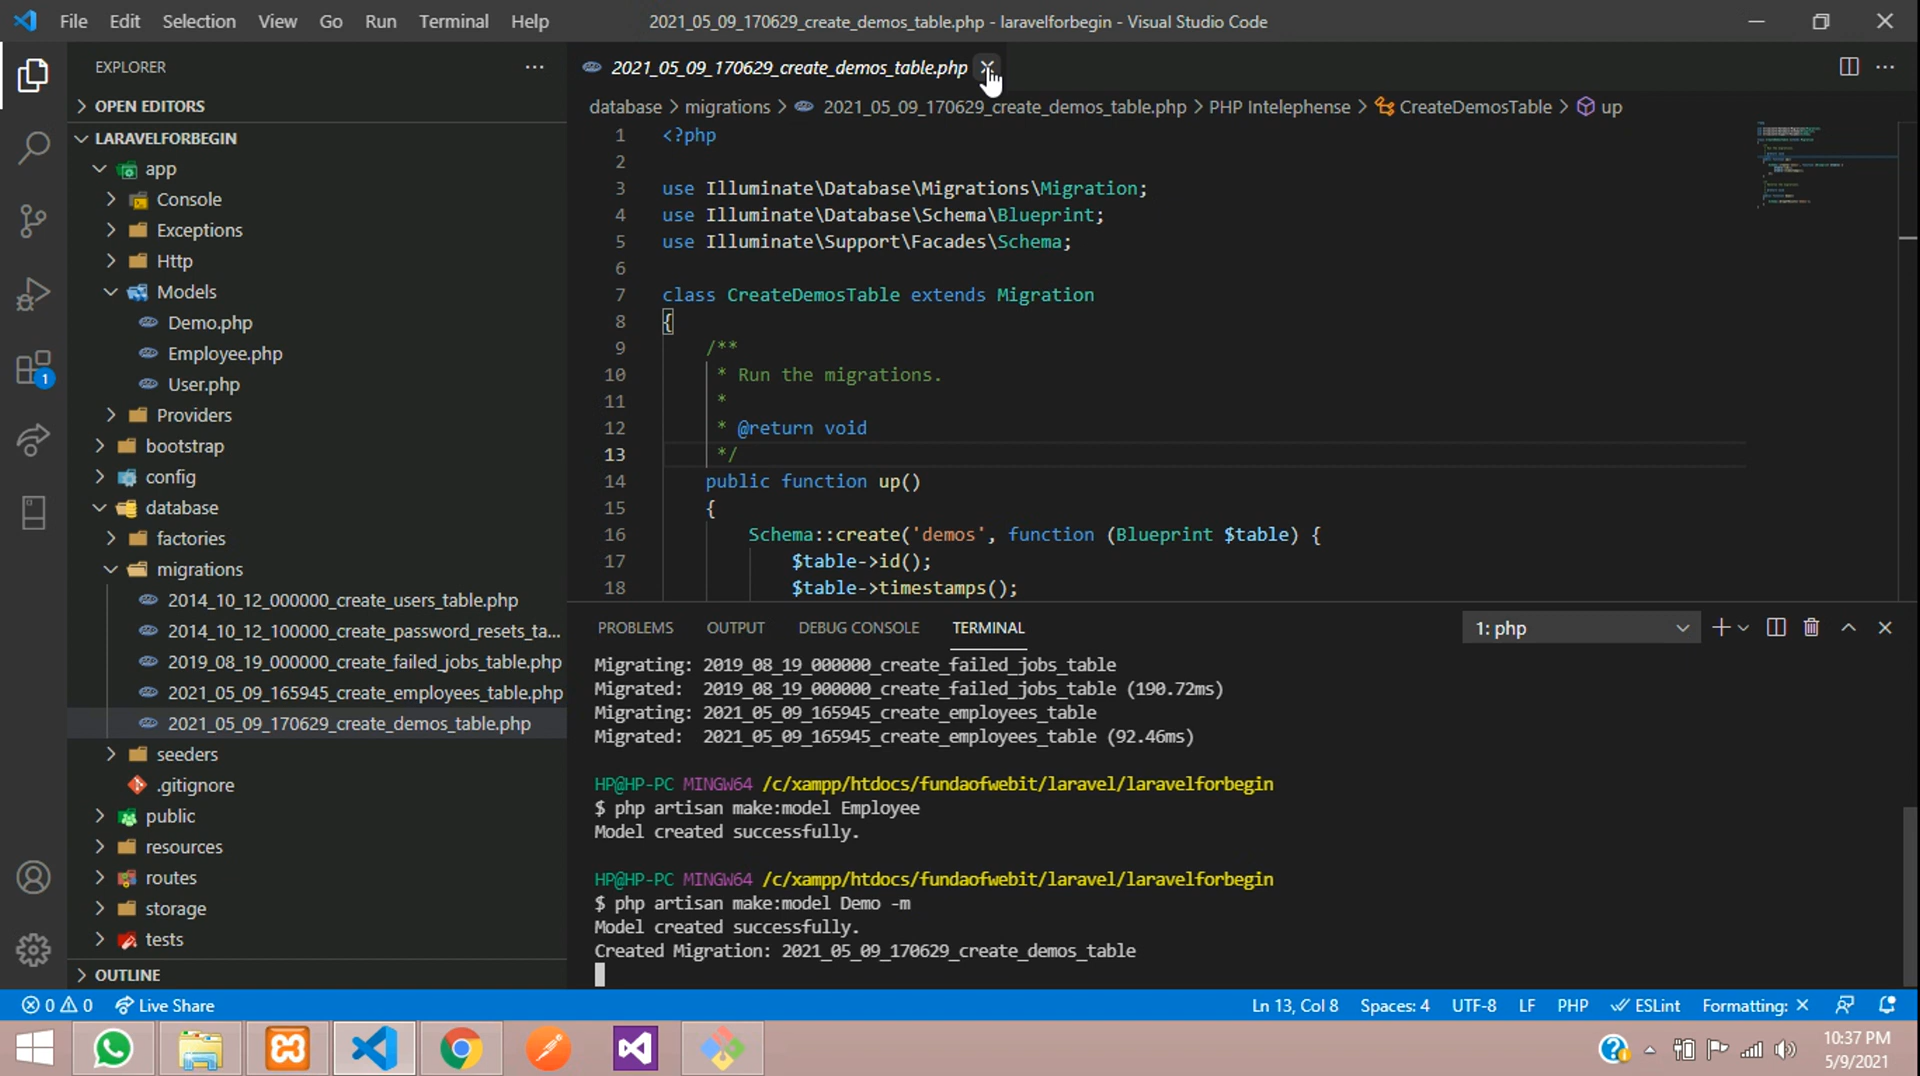 File Edit Selection View Go Run Terminal Help
2021_05_09_170629_create_demos_table.php - laravelforbegin - Visual Studio Code
EXPLORER
OPEN EDITORS
LARAVELFORBEGIN
app
Console
Exceptions
Http
Models
Demo.php
Employee.php
User.php
Providers
bootstrap
config
database
factories
migrations
2014_10_12_000000_create_users_table.php
2014_10_12_100000_create_password_resets_ta...
2019_08_19_000000_create_failed_jobs_table.php
2021_05_09_165945_create_employees_table.php
2021_05_09_170629_create_demos_table.php
seeders
.gitignore
public
resources
routes
storage
tests
OUTLINE
1
2021_05_09_170629_create_demos_table.php
database > migrations > 2021_05_09_170629_create_demos_table.php > PHP Intelephense > CreateDemosTable > up
1 <?php
2
3 use Illuminate\Database\Migrations\Migration;
4 use Illuminate\Database\Schema\Blueprint;
5 use Illuminate\Support\Facades\Schema;
6
7 class CreateDemosTable extends Migration
8 {
9 /**
10 * Run the migrations.
11 *
12 * @return void
13 */
14 public function up()
15 {
16 Schema::create('demos', function (Blueprint $table) {
17 $table->id();
18 $table->timestamps();
PROBLEMS OUTPUT DEBUG CONSOLE TERMINAL
1: php
Migrating: 2019_08_19_000000_create_failed_jobs_table
Migrated: 2019_08_19_000000_create_failed_jobs_table (190.72ms)
Migrating: 2021_05_09_165945_create_employees_table
Migrated: 2021_05_09_165945_create_employees_table (92.46ms)
HP@HP-PC MINGW64 /c/xampp/htdocs/fundaofwebit/laravel/laravelforbegin
$ php artisan make:model Employee
Model created successfully.
HP@HP-PC MINGW64 /c/xampp/htdocs/fundaofwebit/laravel/laravelforbegin
$ php artisan make:model Demo -m
Model created successfully.
Created Migration: 2021_05_09_170629_create_demos_table
0 0 Live Share
Ln 13, Col 8 Spaces: 4 UTF-8 LF PHP ESLint Formatting: ×
10:37 PM
5/9/2021